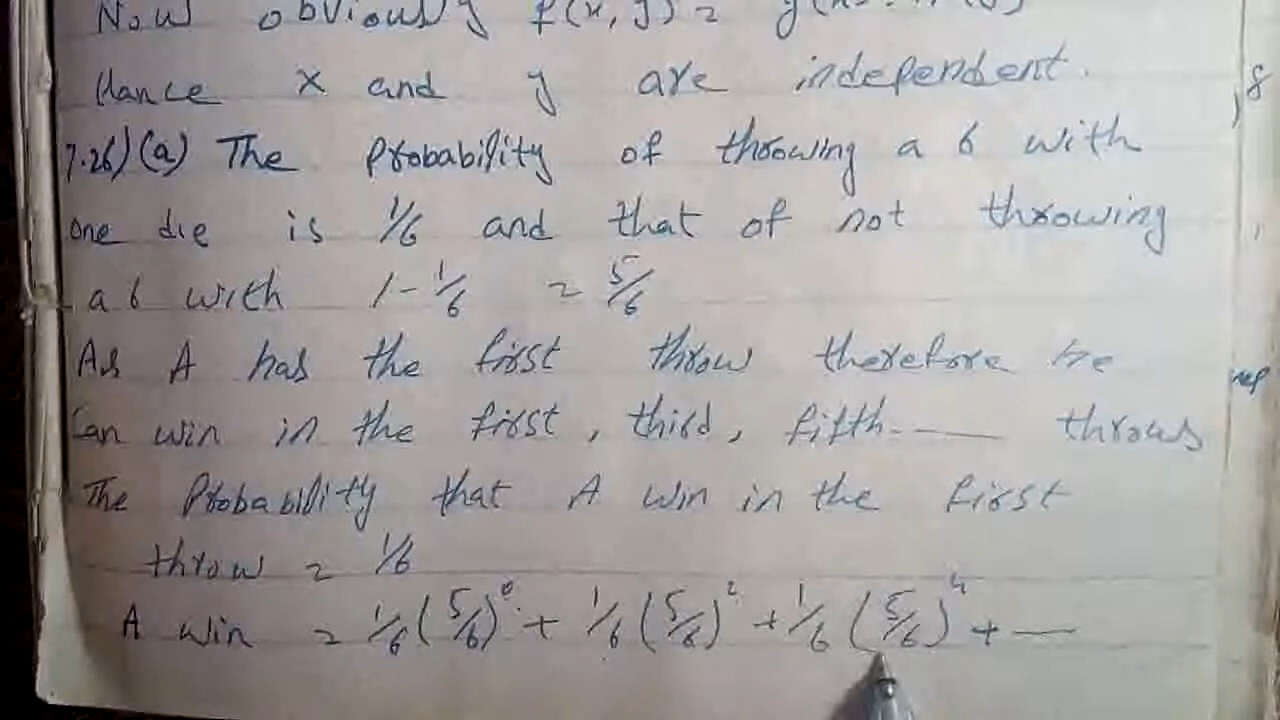 Now obviously f(x, y) =
Hance x and y are independent.
7.26) (a) The Probability of throwing a 6 with
one die is 1/6 and that of not throwing
a 6 with 1 - 1/6 = 5/6
As A has the first throw therefore he
Can win in the first, third, fifth --- throws
The Probability that A win in the first
throw = 1/6
A win = 1/6 (5/6)⁰ + 1/6 (5/6)² + 1/6 (5/6)⁴ + —